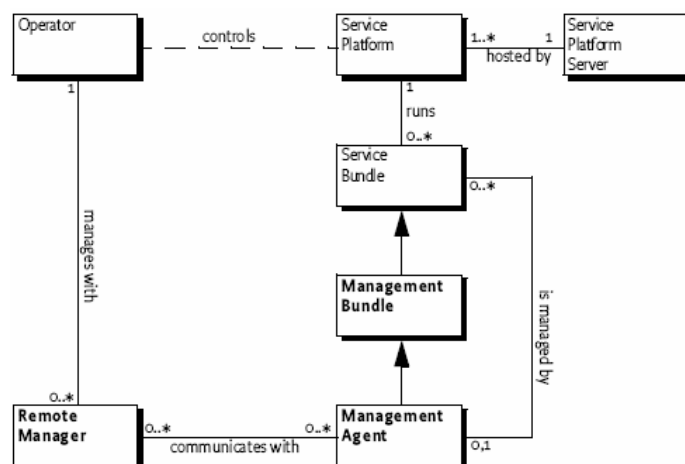 Operator
controls
Service
Platform
1..*
1
hosted by
Service
Platform
Server
1
1
runs
0..*
Service
Bundle
0..*
manages with
Management
Bundle
is managed by
0..*
Remote
Manager
0..*
communicates with
0..*
Management
Agent
0,1